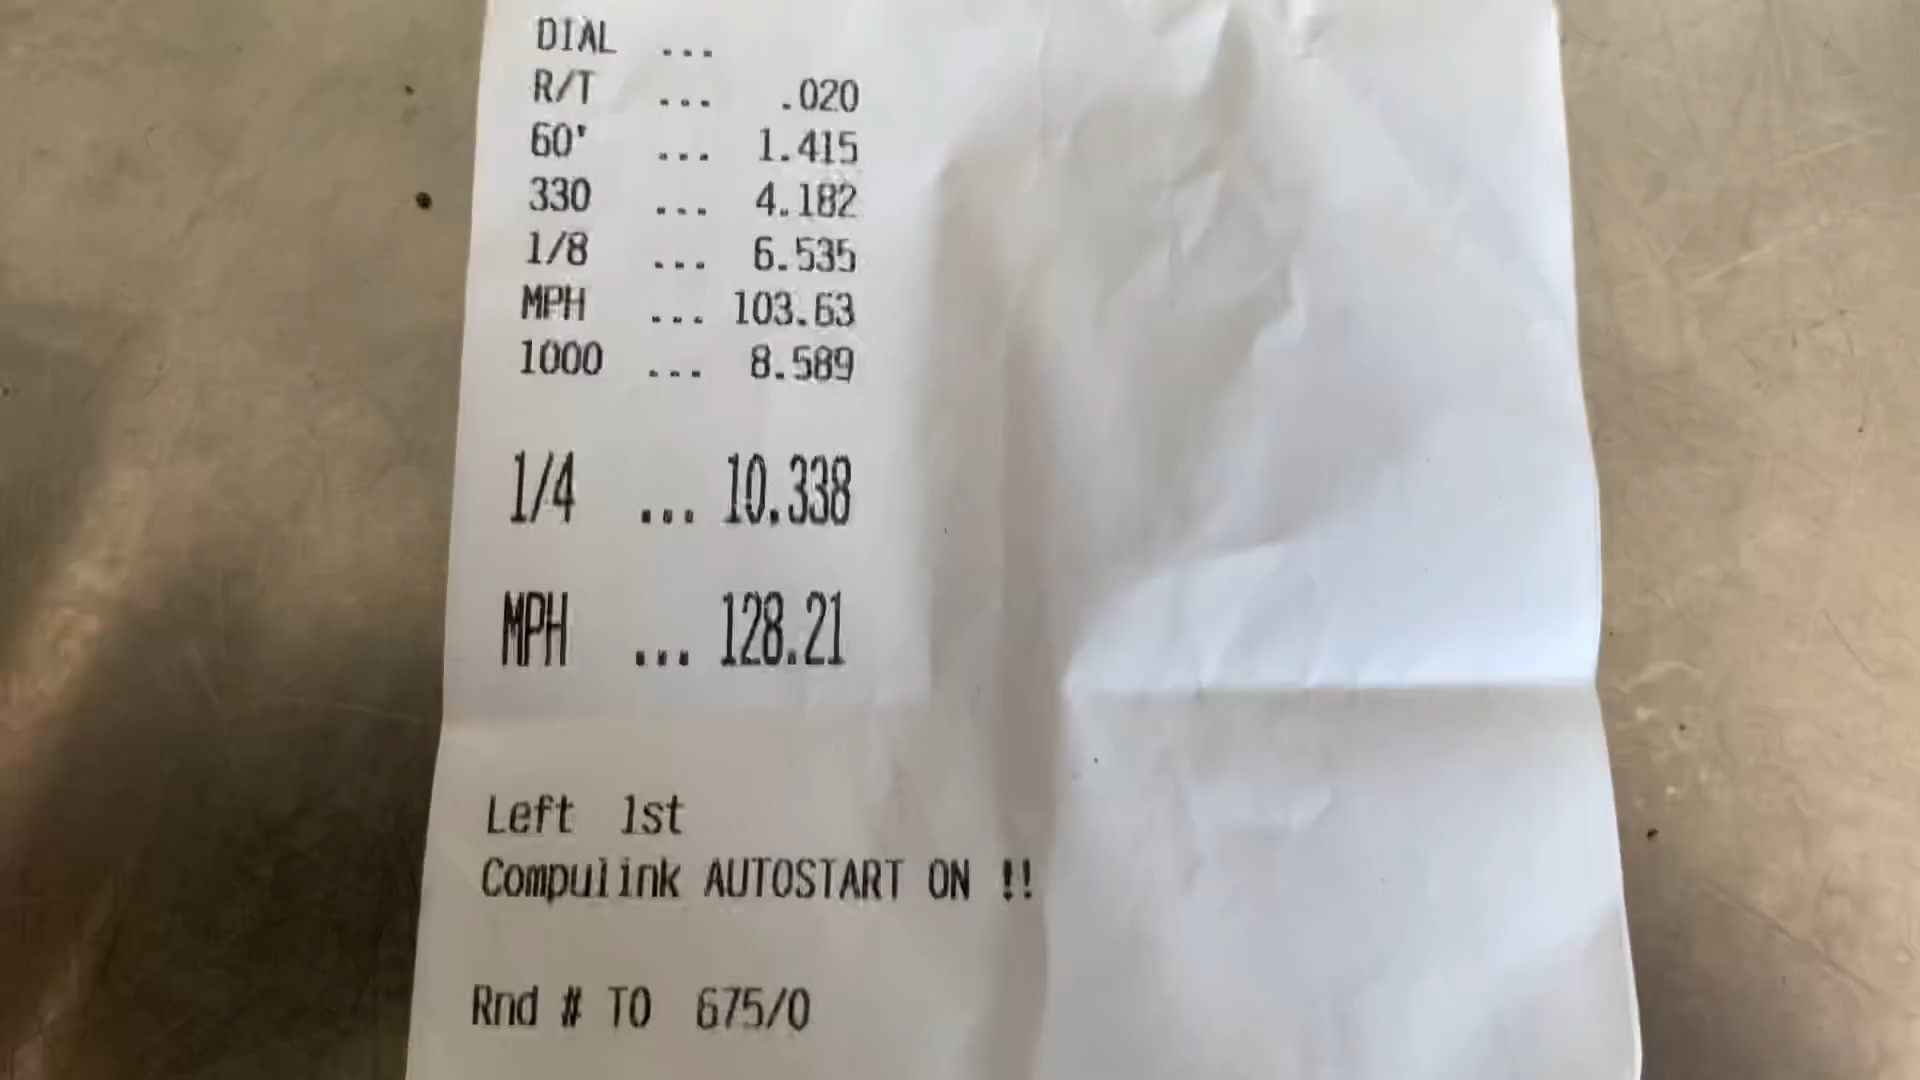 DIAL ...
R/T ... .020
60' ... 1.415
330 ... 4.182
1/8 ... 6.535
MPH ... 103.63
1000 ... 8.589
1/4 ... 10.338
MPH ... 128.21
Left 1st
Compulink AUTOSTART ON !!
Rnd # TO 675/0